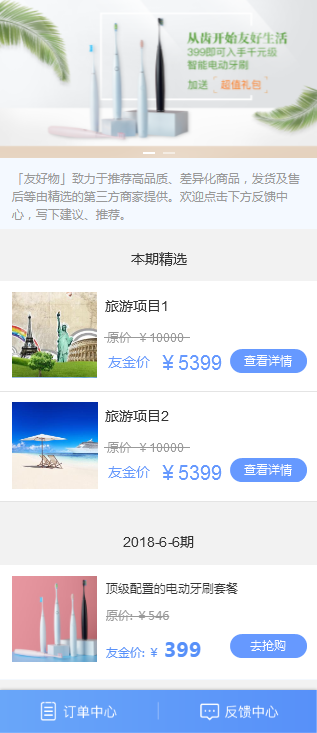 从齿开始友好生活
399即可入手千元级
智能电动牙刷
加送 超值礼包
「友好物」致力于推荐高品质、差异化商品，发货及售
后等由精选的第三方商家提供。欢迎点击下方反馈中
心，写下建议、推荐。
本期精选
旅游项目1
原价 ￥10000
友金价 ￥5399 查看详情
旅游项目2
原价 ￥10000
友金价 ￥5399 查看详情
2018-6-6期
顶级配置的电动牙刷套餐
原价: ￥546
友金价: ￥ 399 去抢购
订单中心 反馈中心